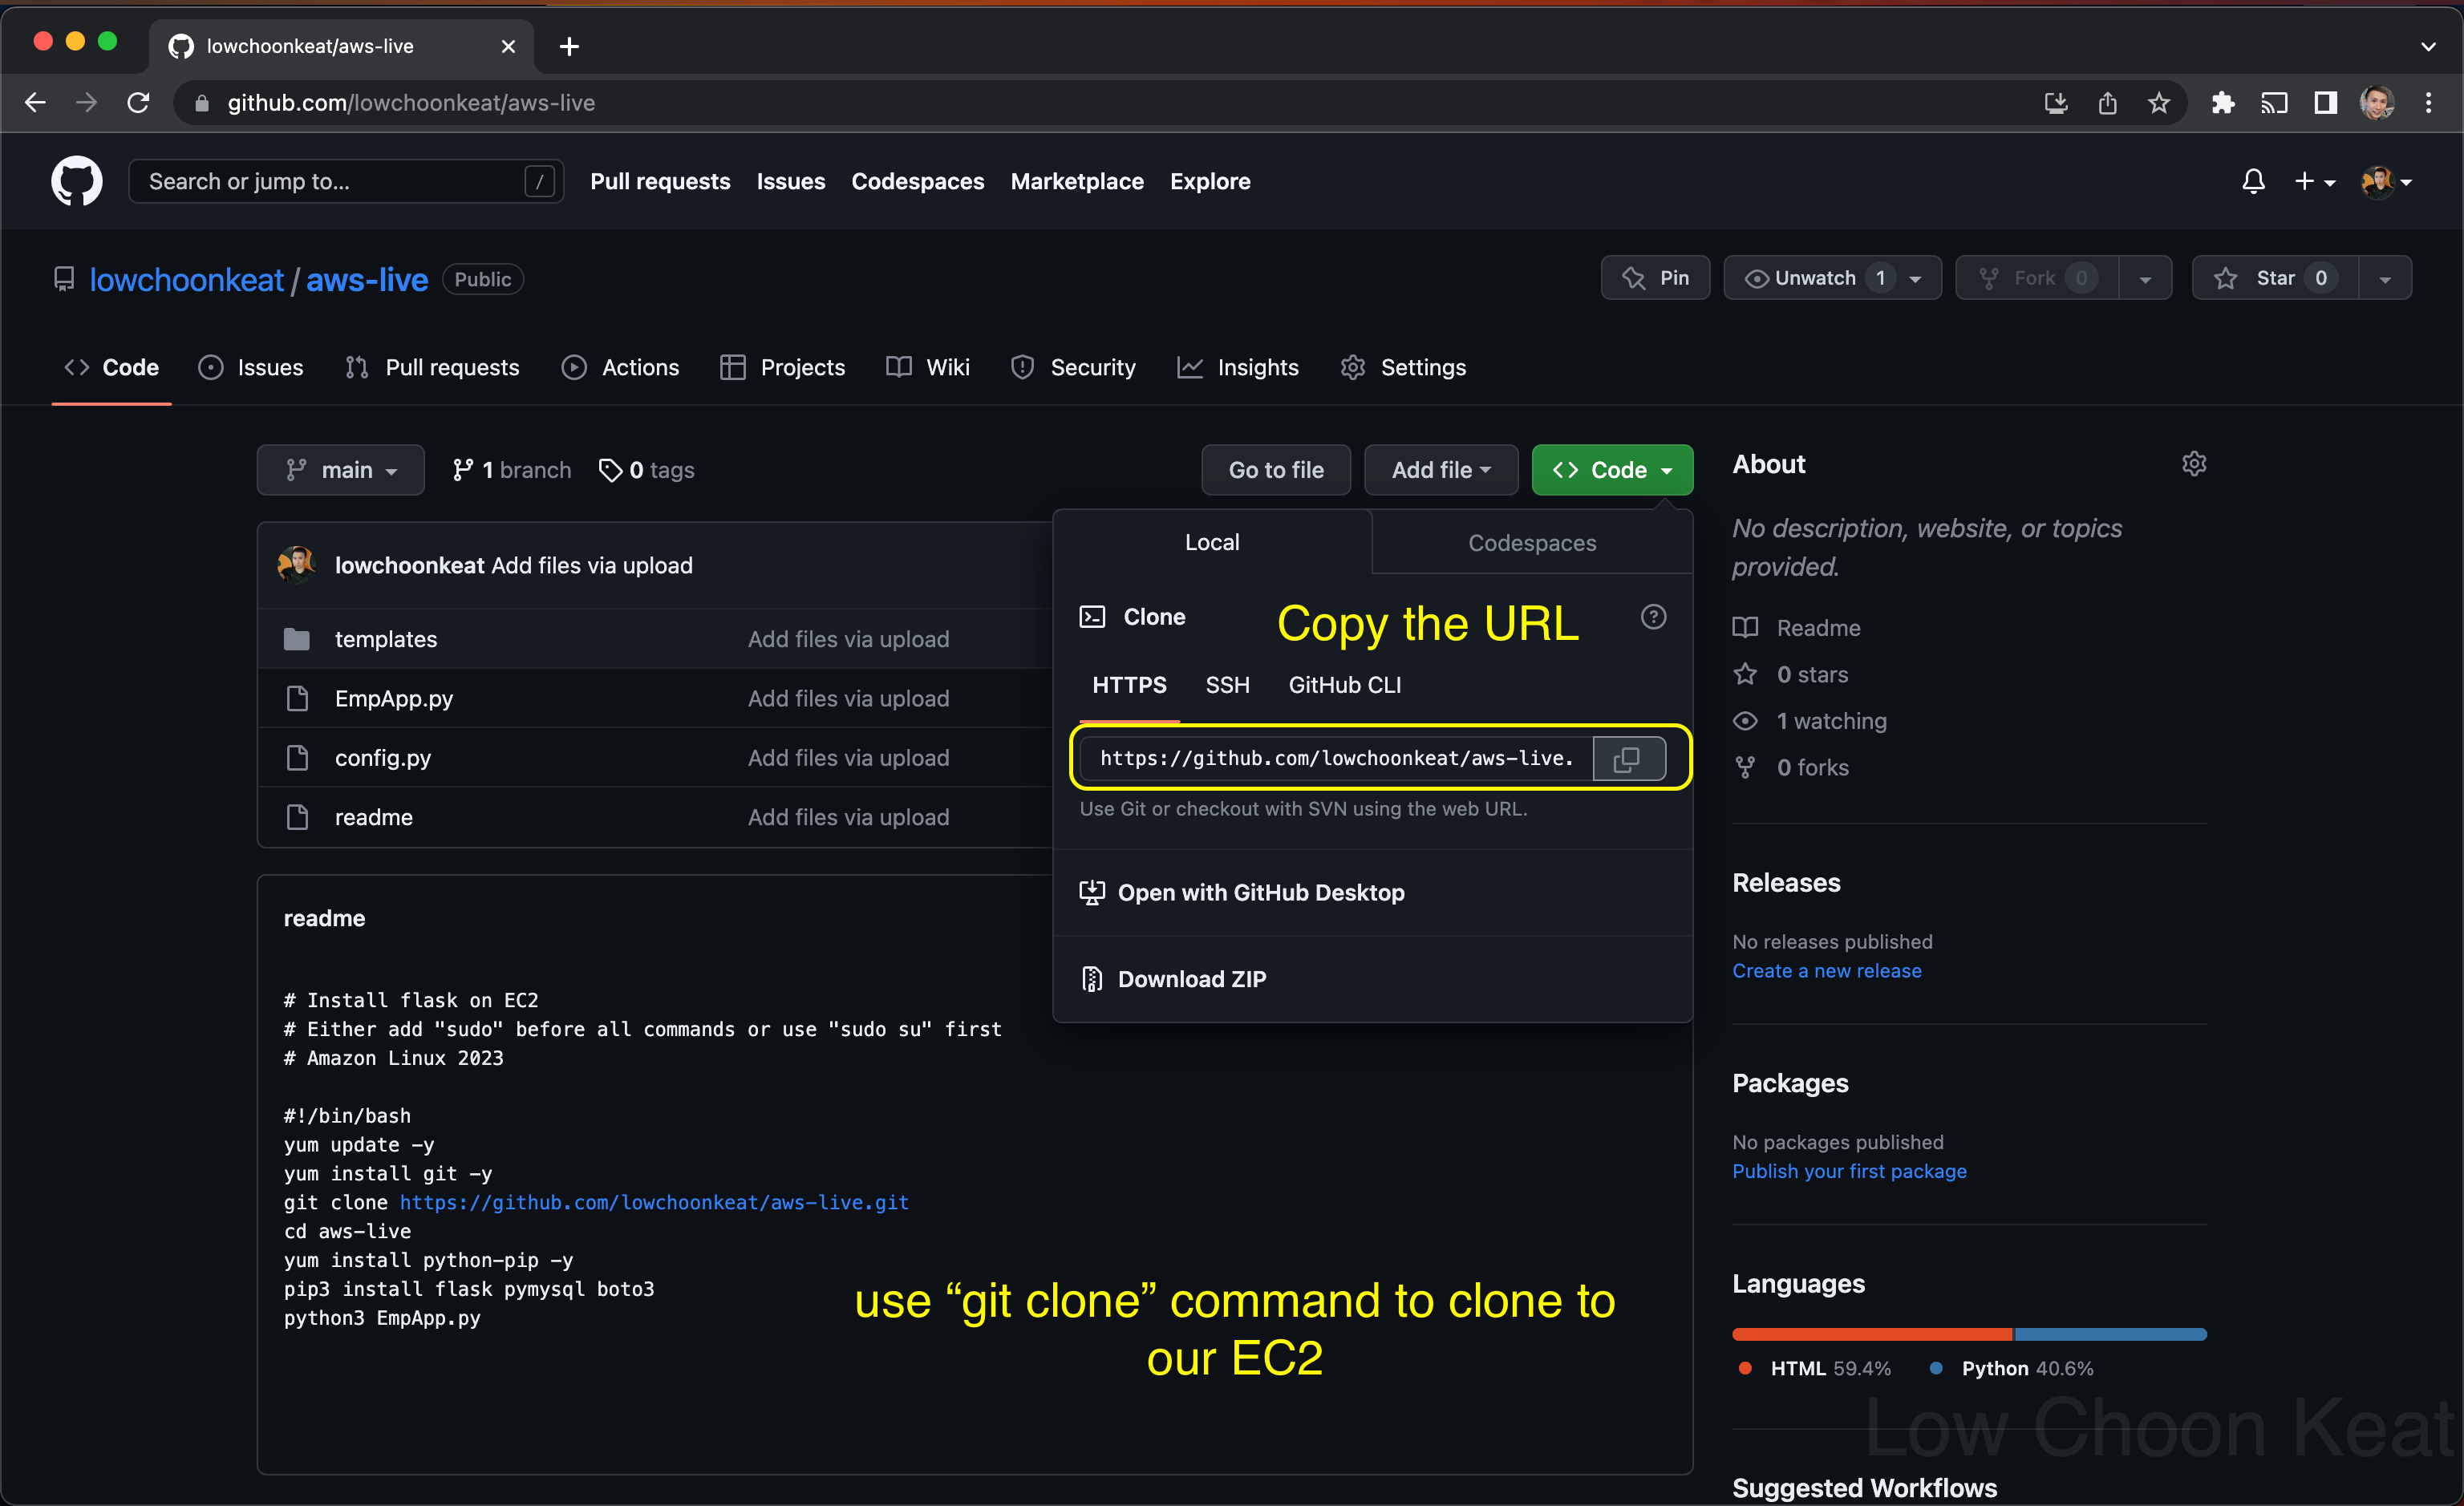 lowchoonkeat/aws-live
github.com/lowchoonkeat/aws-live
Search or jump to... /
Pull requests Issues Codespaces Marketplace Explore
lowchoonkeat / aws-live Public
Pin Unwatch 1 Fork 0 Star 0
Code Issues Pull requests Actions Projects Wiki Security Insights Settings
main 1 branch 0 tags Go to file Add file Code
lowchoonkeat Add files via upload
templates Add files via upload
EmpApp.py Add files via upload
config.py Add files via upload
readme Add files via upload
Local Codespaces
Clone
Copy the URL
HTTPS SSH GitHub CLI
https://github.com/lowchoonkeat/aws-live.
Use Git or checkout with SVN using the web URL.
Open with GitHub Desktop
Download ZIP
readme
# Install flask on EC2
# Either add "sudo" before all commands or use "sudo su" first
# Amazon Linux 2023
#!/bin/bash
yum update -y
yum install git -y
git clone https://github.com/lowchoonkeat/aws-live.git
cd aws-live
yum install python-pip -y
pip3 install flask pymysql boto3
python3 EmpApp.py
use “git clone” command to clone to
our EC2
About
No description, website, or topics
provided.
Readme
0 stars
1 watching
0 forks
Releases
No releases published
Create a new release
Packages
No packages published
Publish your first package
Languages
HTML 59.4% Python 40.6%
Low Choon Keat
Suggested Workflows